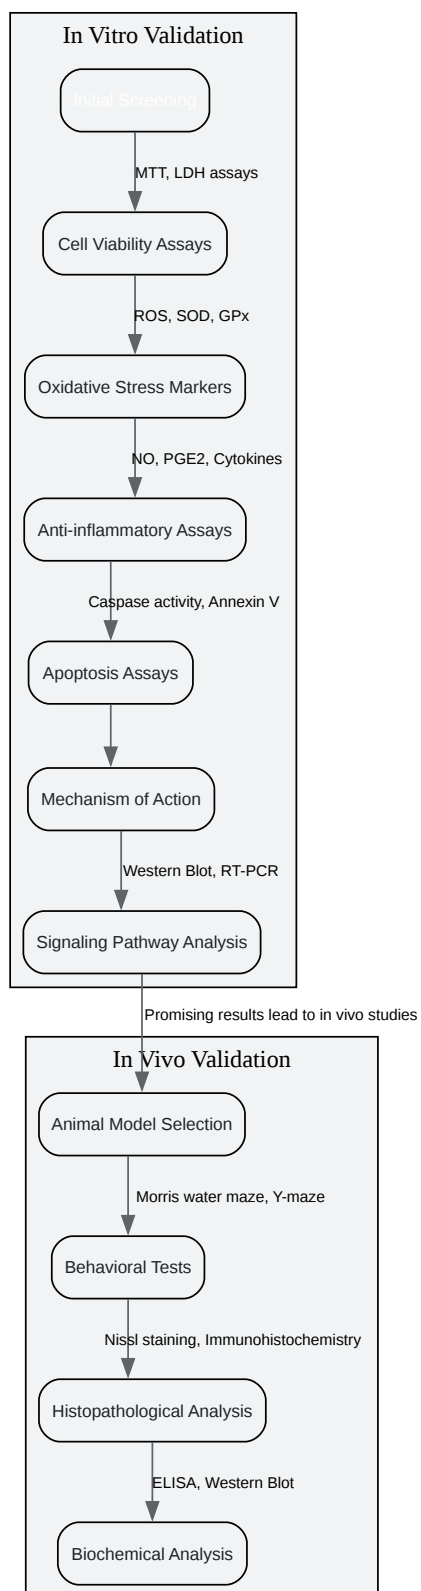 In Vitro Validation
Initial Screening
MTT, LDH assays
Cell Viability Assays
ROS, SOD, GPx
Oxidative Stress Markers
NO, PGE2, Cytokines
Anti-inflammatory Assays
Caspase activity, Annexin V
Apoptosis Assays
Mechanism of Action
Western Blot, RT-PCR
Signaling Pathway Analysis
Promising results lead to in vivo studies
In Vivo Validation
Animal Model Selection
Morris water maze, Y-maze
Behavioral Tests
Nissl staining, Immunohistochemistry
Histopathological Analysis
ELISA, Western Blot
Biochemical Analysis